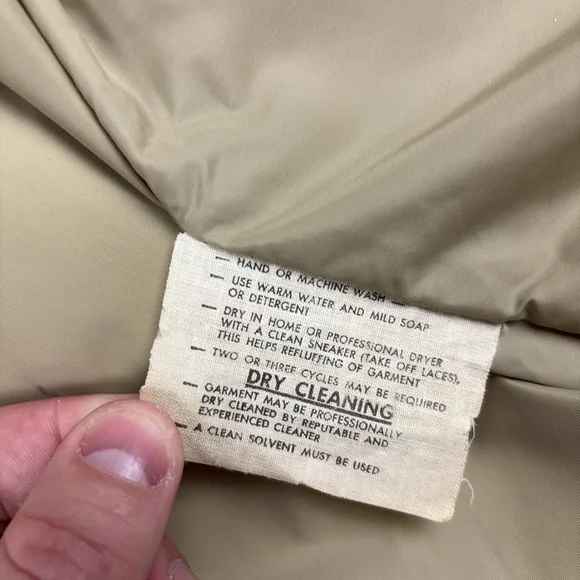 — HAND OR MACHINE WASH —
— USE WARM WATER AND MILD SOAP
OR DETERGENT
— DRY IN HOME OR PROFESSIONAL DRYER
WITH A CLEAN SNEAKER (TAKE OFF LACES),
THIS HELPS REFLUFFING OF GARMENT
— TWO OR THREE CYCLES MAY BE REQUIRED
DRY CLEANING
— GARMENT MAY BE PROFESSIONALLY
DRY CLEANED BY REPUTABLE AND
EXPERIENCED CLEANER
— A CLEAN SOLVENT MUST BE USED